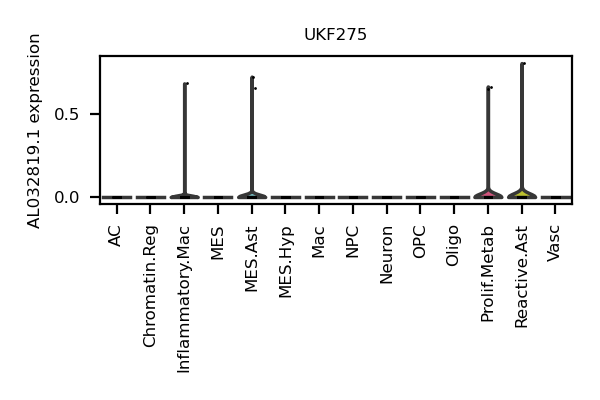 UKF275
AL032819.1 expression
0.5
0.0
AC
Chromatin.Reg
Inflammatory.Mac
MES
MES.Ast
MES.Hyp
Mac
NPC
Neuron
OPC
Oligo
Prolif.Metab
Reactive.Ast
Vasc